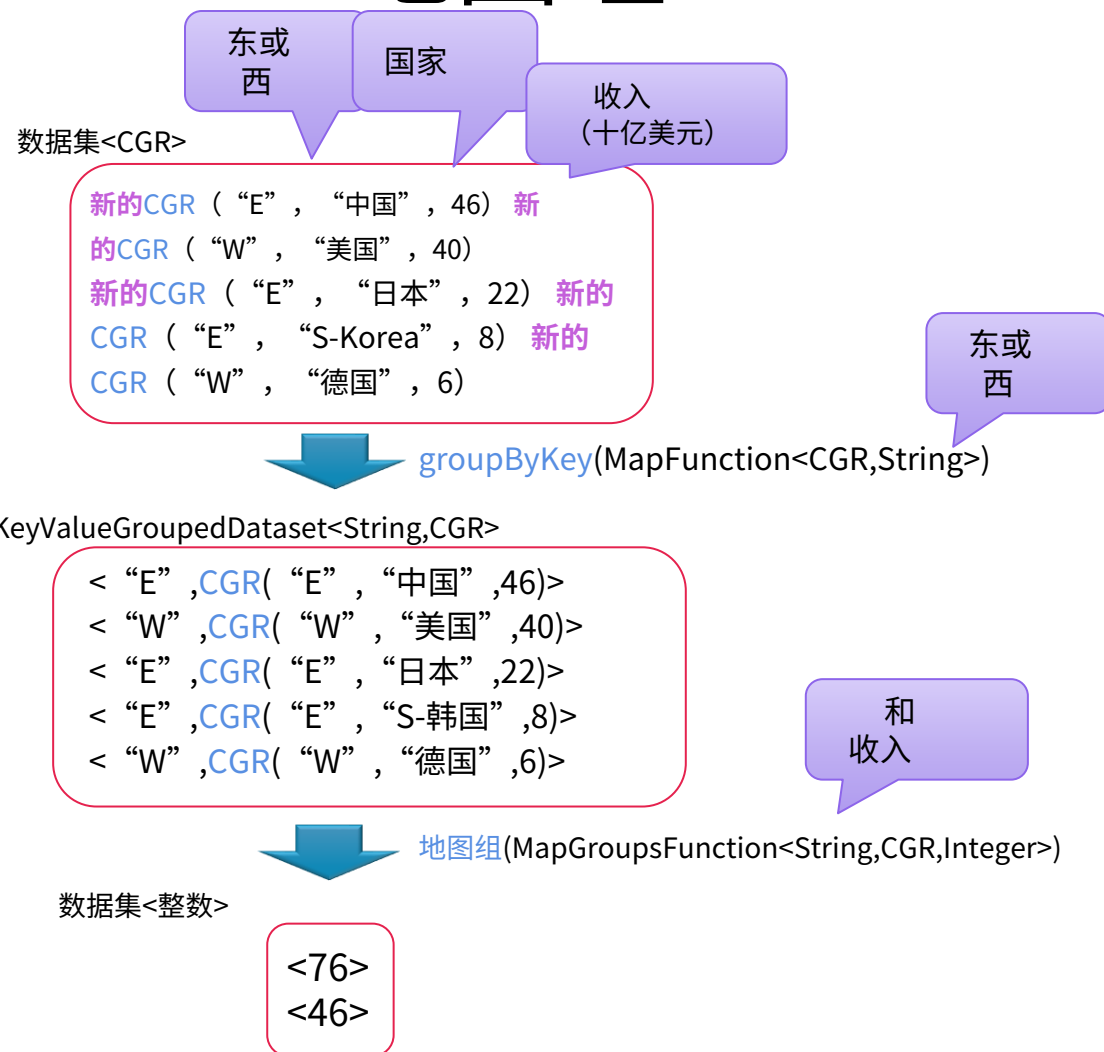 东或
西
国家
收入
（十亿美元）
数据集<CGR>
新的CGR（“E”，“中国”，46） 新
的CGR（“W”，“美国”，40）
新的CGR（“E”，“日本”，22） 新的
CGR（“E”，“S-Korea”，8） 新的
CGR（“W”，“德国”，6）
东或
西
groupByKey(MapFunction<CGR,String>)
KeyValueGroupedDataset<String,CGR>
<“E”,CGR(“E”,“中国”,46)>
<“W”,CGR(“W”,“美国”,40)>
<“E”,CGR(“E”,“日本”,22)>
<“E”,CGR(“E”,“S-韩国”,8)>
<“W”,CGR(“W”,“德国”,6)>
和
收入
地图组(MapGroupsFunction<String,CGR,Integer>)
数据集<整数>
<76>
<46>